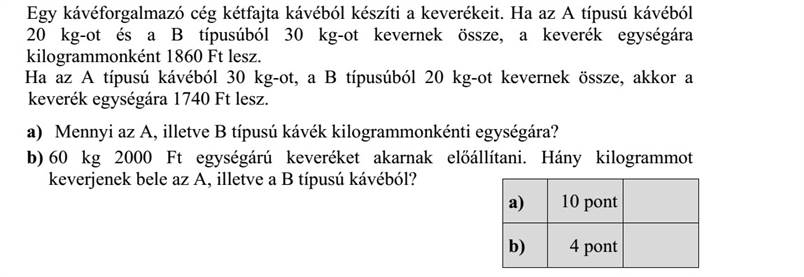 Egy kávéforgalmazó cég kétfajta kávéból készíti a keverékeit. Ha az A típusú kávéból
20 kg-ot és a B típusúból 30 kg-ot kevernek össze, a keverék egységára
kilogrammonként 1860 Ft lesz.
Ha az A típusú kávéból 30 kg-ot, a B típusúból 20 kg-ot kevernek össze, akkor a
keverék egységára 1740 Ft lesz.
a) Mennyi az A, illetve B típusú kávék kilogrammonkénti egységára?
b) 60 kg 2000 Ft egységárú keveréket akarnak előállítani. Hány kilogrammot
keverjenek bele az A, illetve a B típusú kávéból?
a) 10 pont
b) 4 pont